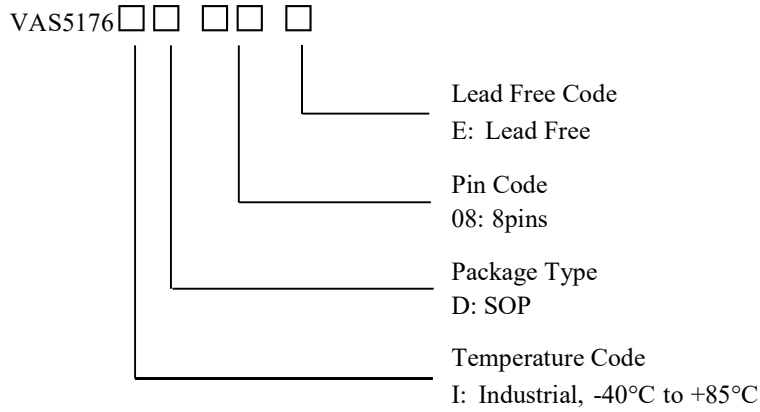 VAS5176□□ □□ □
Lead Free Code
E: Lead Free
Pin Code
08: 8pins
Package Type
D: SOP
Temperature Code
I: Industrial, -40°C to +85°C